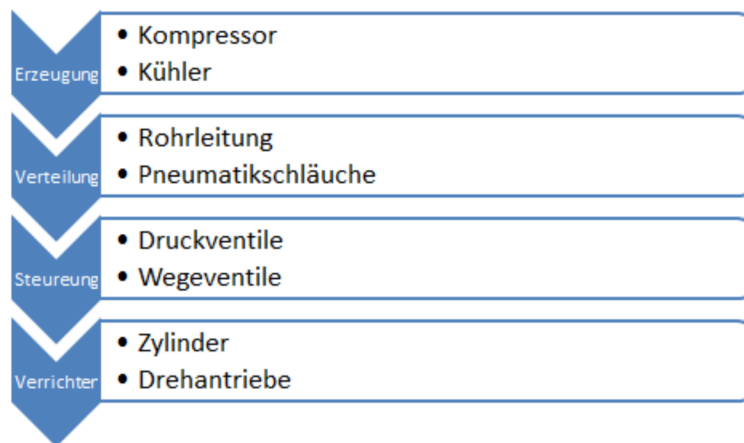 Erzeugung
• Kompressor
• Kühler
Verteilung
• Rohrleitung
• Pneumatikschläuche
Steureung
• Druckventile
• Wegeventile
Verrichter
• Zylinder
• Drehantriebe